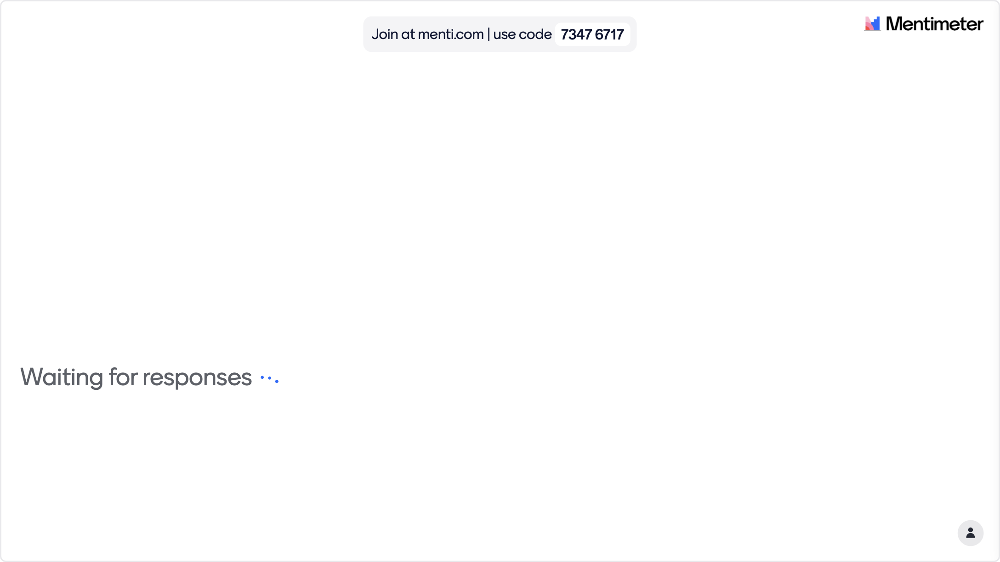 Join at menti.com | use code 7347 6717
Mentimeter
Waiting for responses ...